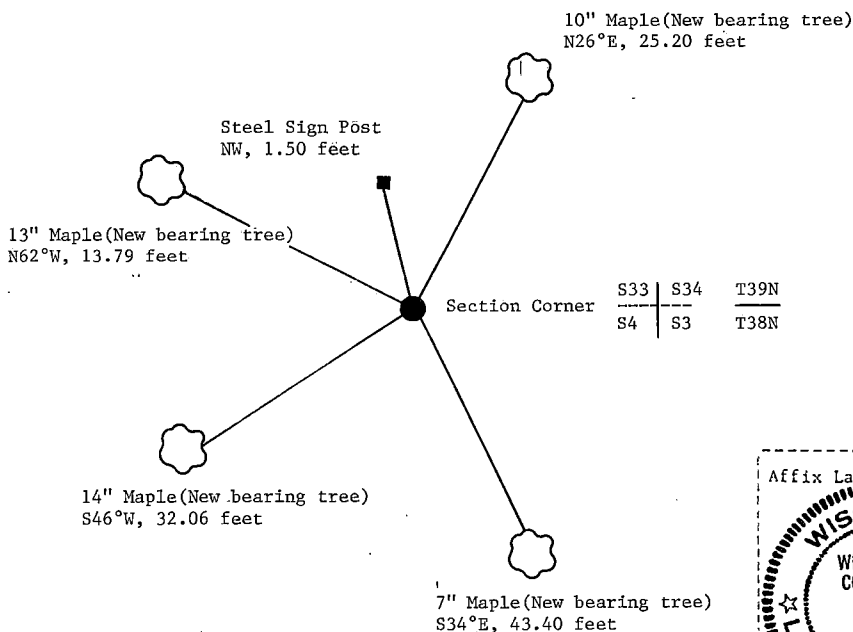 10" Maple(New bearing tree)
N26°E, 25.20 feet
Steel Sign Post
NW, 1.50 feet
13" Maple(New bearing tree)
N62°W, 13.79 feet
Section Corner
S33 S34 T39N
S4 S3 T38N
14" Maple(New bearing tree)
S46°W, 32.06 feet
7" Maple(New bearing tree)
S34°E, 43.40 feet
Affix
WIS